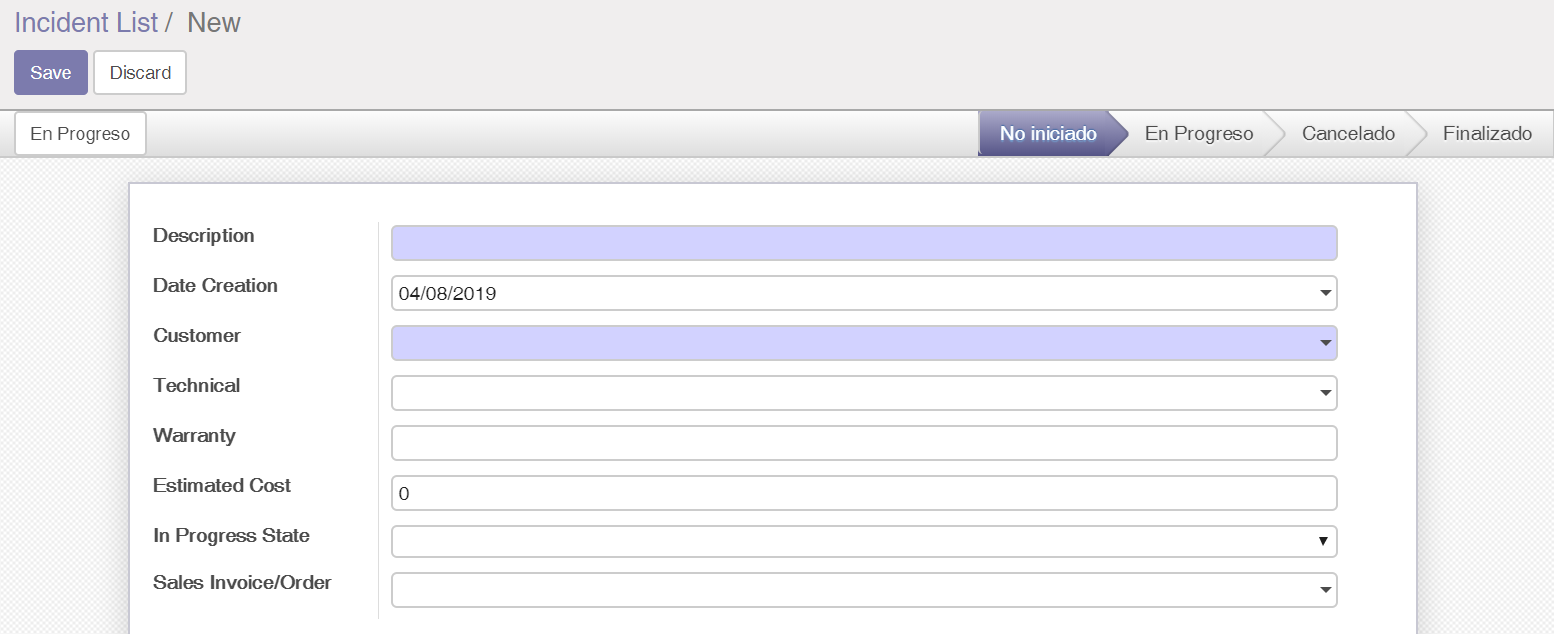 Incident List / New
Save Discard
En Progreso No iniciado En Progreso Cancelado Finalizado
Description
Date Creation 04/08/2019
Customer
Technical
Warranty
Estimated Cost 0
In Progress State
Sales Invoice/Order